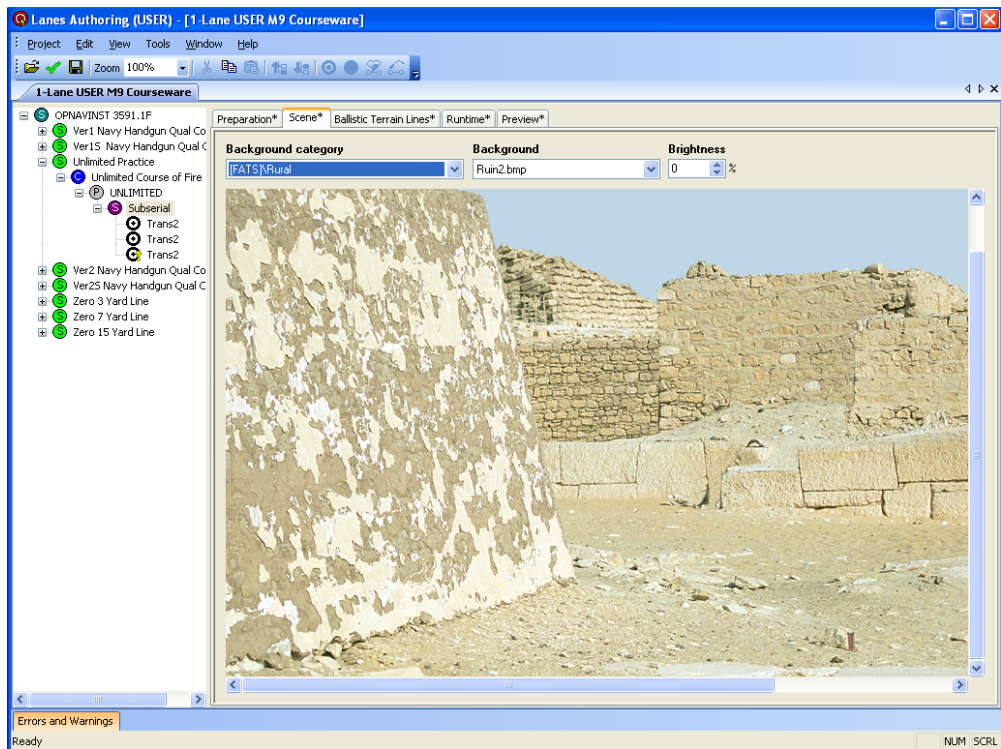 Lanes Authoring (USER) - [1-Lane USER M9 Courseware]
Project Edit View Tools Window Help
Zoom 100%
1-Lane USER M9 Courseware
OPNAVINST 3591.1F
Ver1 Navy Handgun Qual Co
Ver1S Navy Handgun Qual C
Unlimited Practice
C Unlimited Course of Fire
P UNLIMITED
S Subserial
Trans2
Trans2
Trans2
Ver2 Navy Handgun Qual Co
Ver2S Navy Handgun Qual C
Zero 3 Yard Line
Zero 7 Yard Line
Zero 15 Yard Line
Preparation* Scene* Ballistic Terrain Lines* Runtime* Preview*
Background category Background Brightness
[FATS]\Rural Ruin2.bmp 0 %
Errors and Warnings
Ready NUM SCRL